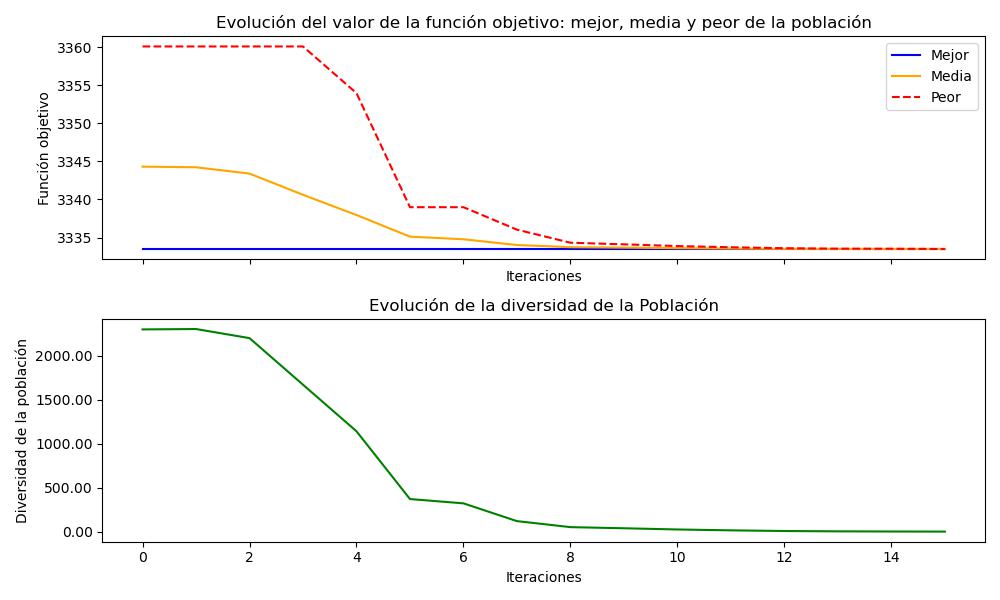 Evolución del valor de la función objetivo: mejor, media y peor de la población
3360
3355
3350
3345
3340
3335
Función objetivo
Mejor
Media
Peor
Iteraciones
Evolución de la diversidad de la Población
2000.00
1500.00
1000.00
500.00
0.00
Diversidad de la población
0 2 4 6 8 10 12 14
Iteraciones